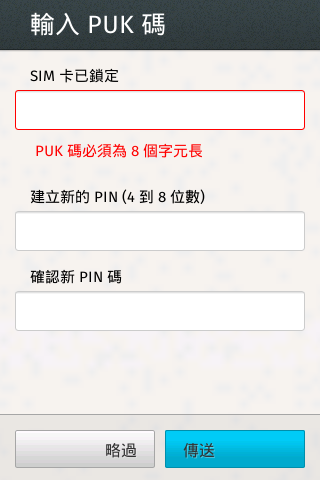 輸入 PUK 碼
SIM 卡已鎖定
PUK 碼必須為 8 個字元長
建立新的 PIN (4 到 8 位數)
確認新 PIN 碼
略過
傳送